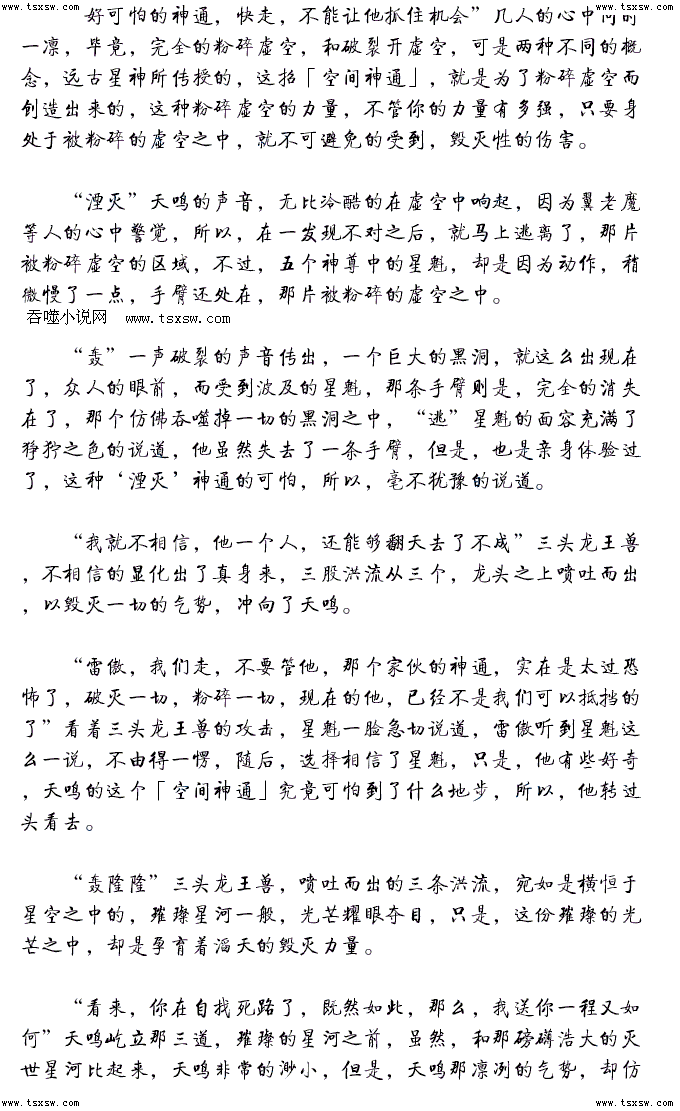 www.tsxsw.com www.tsxsw.com www.tsxsw.com www.tsxsw.com www.tsxsw.com
“好可怕的神通，快走，不能让他抓住机会”几人的心中同时
一凛，毕竟，完全的粉碎虚空，和破裂开虚空，可是两种不同的概
念，远古星神所传授的，这招「空间神通」，就是为了粉碎虚空而
创造出来的，这种粉碎虚空的力量，不管你的力量有多强，只要身
处于被粉碎的虚空之中，就不可避免的受到，毁灭性的伤害。
“湮灭”天鸣的声音，无比冷酷的在虚空中响起，因为翼老魔
等人的心中警觉，所以，在一发现不对之后，就马上逃离了，那片
被粉碎虚空的区域，不过，五个神尊中的星魁，却是因为动作，稍
微慢了一点，手臂还处在，那片被粉碎的虚空之中。
吞噬小说网 www.tsxsw.com
“轰”一声破裂的声音传出，一个巨大的黑洞，就这么出现在
了，众人的眼前，而受到波及的星魁，那条手臂则是，完全的消失
在了，那个仿佛吞噬掉一切的黑洞之中，“逃”星魁的面容充满了
狰狞之色的说道，他虽然失去了一条手臂，但是，也是亲身体验过
了，这种‘湮灭’神通的可怕，所以，毫不犹豫的说道。
“我就不相信，他一个人，还能够翻天去了不成”三头龙王兽
，不相信的显化出了真身来，三股洪流从三个，龙头之上喷吐而出
，以毁灭一切的气势，冲向了天鸣。
“雷傲，我们走，不要管他，那个家伙的神通，实在是太过恐
怖了，破灭一切，粉碎一切，现在的他，已经不是我们可以抵挡的
了”看着三头龙王兽的攻击，星魁一脸急切说道，雷傲听到星魁这
么一说，不由得一愣，随后，选择相信了星魁，只是，他有些好奇
，天鸣的这个「空间神通」究竟可怕到了什么地步，所以，他转过
头看去。
“轰隆隆”三头龙王兽，喷吐而出的三条洪流，宛如是横恒于
星空之中的，璀璨星河一般，光芒耀眼夺目，只是，这份璀璨的光
芒之中，却是孕育着滔天的毁灭力量。
“看来，你在自找死路了，既然如此，那么，我送你一程又如
何”天鸣屹立那三道，璀璨的星河之前，虽然，和那磅礴浩大的灭
世星河比起来，天鸣非常的渺小，但是，天鸣那凛冽的气势，却仿
www.tsxsw.com www.tsxsw.com www.tsxsw.com www.tsxsw.com www.tsxsw.com